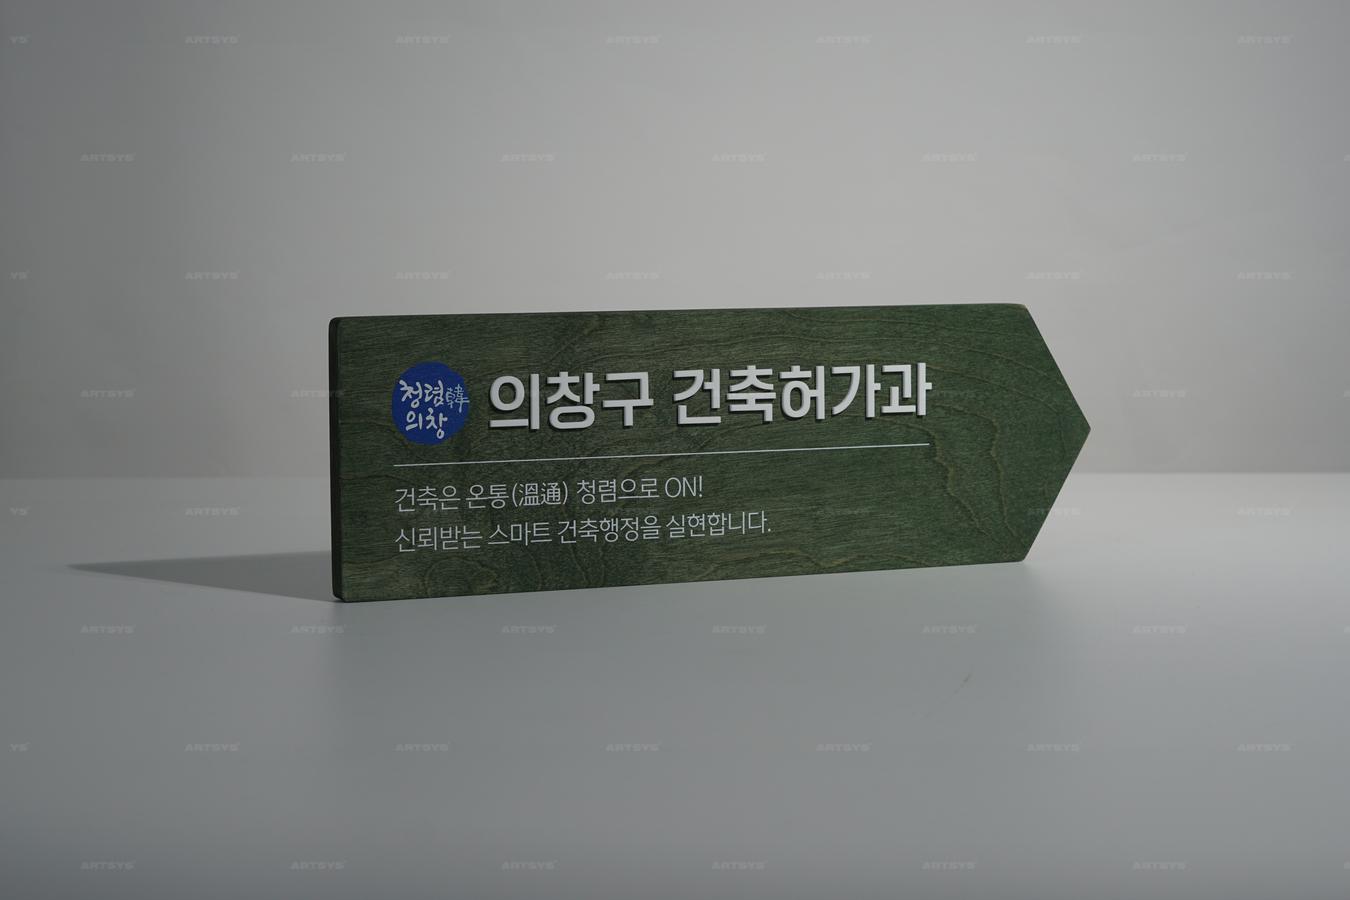 청렴韓
의창
의창구 건축허가과
건축은 온통(溫通) 청렴으로 ON!
신뢰받는 스마트 건축행정을 실현합니다.
ARTSYS